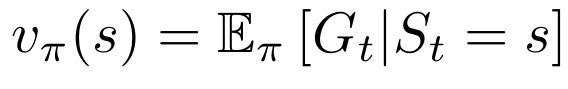 v_π(s) = 𝔼_π [G_t|S_t = s]